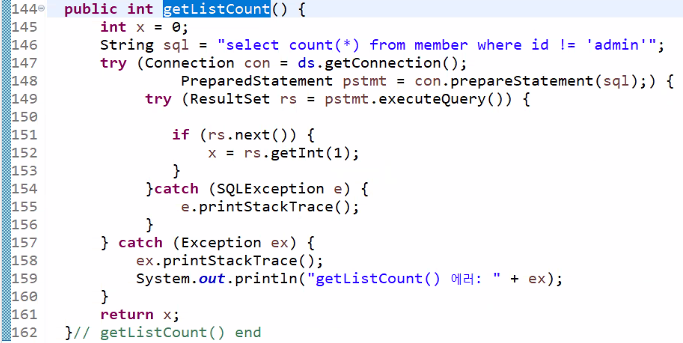 144 public int getListCount() {
145     int x = 0;
146     String sql = "select count(*) from member where id != 'admin'";
147     try (Connection con = ds.getConnection();
148             PreparedStatement pstmt = con.prepareStatement(sql);) {
149         try (ResultSet rs = pstmt.executeQuery()) {
150
151             if (rs.next()) {
152                 x = rs.getInt(1);
153             }
154         }catch (SQLException e) {
155             e.printStackTrace();
156         }
157     } catch (Exception ex) {
158         ex.printStackTrace();
159         System.out.println("getListCount() 에러: " + ex);
160     }
161     return x;
162 }// getListCount() end